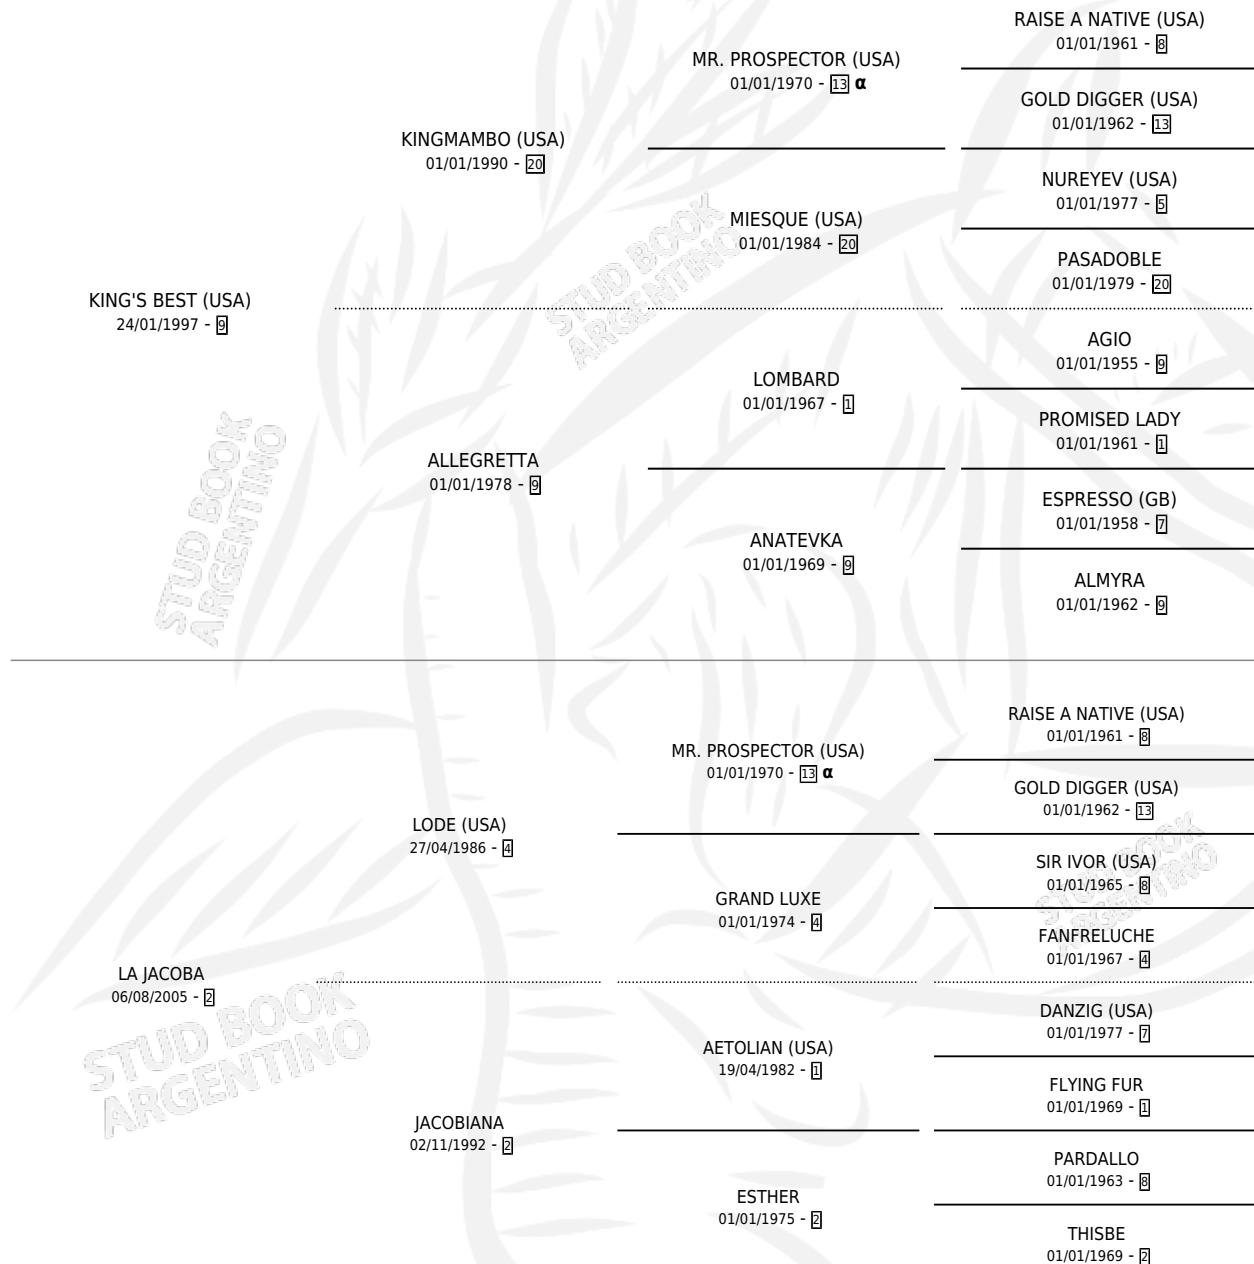 RAISE A NATIVE (USA)
01/01/1961 - 8
MR. PROSPECTOR (USA)
01/01/1970 - 13 α
GOLD DIGGER (USA)
01/01/1962 - 13
KINGMAMBO (USA)
01/01/1990 - 20
NUREYEV (USA)
01/01/1977 - 5
MIESQUE (USA)
01/01/1984 - 20
PASADOBLE
01/01/1979 - 20
KING'S BEST (USA)
24/01/1997 - 9
STUD BOOK
ARGENTINO
AGIO
01/01/1955 - 9
LOMBARD
01/01/1967 - 1
PROMISED LADY
01/01/1961 - 1
ALLEGRETTA
01/01/1978 - 9
ESPRESSO (GB)
01/01/1958 - 7
ANATEVKA
01/01/1969 - 9
ALMYRA
01/01/1962 - 9
STUD BOOK
ARGENTINO
RAISE A NATIVE (USA)
01/01/1961 - 8
MR. PROSPECTOR (USA)
01/01/1970 - 13 α
GOLD DIGGER (USA)
01/01/1962 - 13
LODE (USA)
27/04/1986 - 4
SIR IVOR (USA)
01/01/1965 - 8
GRAND LUXE
01/01/1974 - 4
FANFRELUCHE
01/01/1967 - 4
STUD BOOK
ARGENTINO
LA JACOBA
06/08/2005 - 2
STUD BOOK
ARGENTINO
DANZIG (USA)
01/01/1977 - 7
AETOLIAN (USA)
19/04/1982 - 1
FLYING FUR
01/01/1969 - 1
JACOBIANA
02/11/1992 - 2
PARDALLO
01/01/1963 - 8
ESTHER
01/01/1975 - 2
THISBE
01/01/1969 - 2